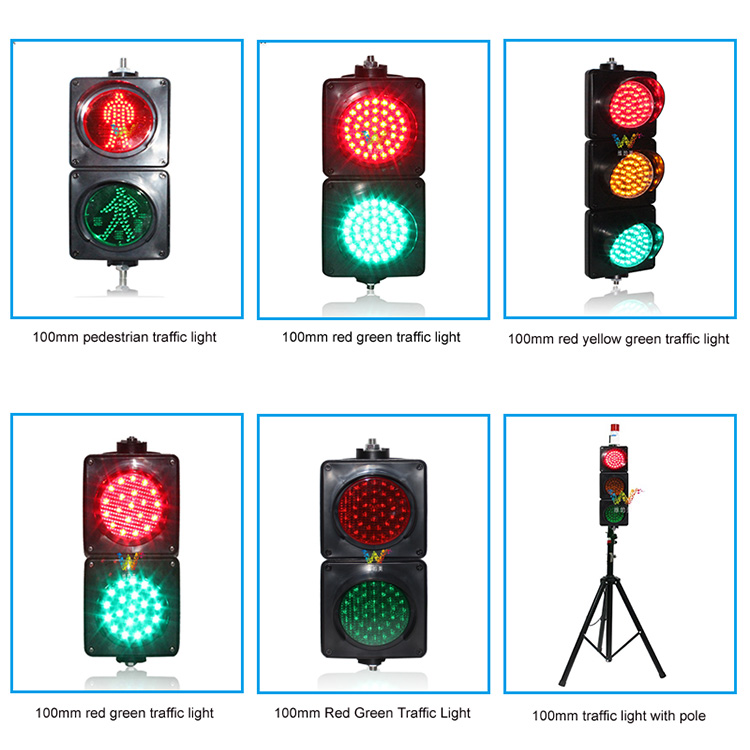 100mm pedestrian traffic light
100mm red green traffic light
100mm red yellow green traffic light
100mm red green traffic light
100mm Red Green Traffic Light
100mm traffic light with pole